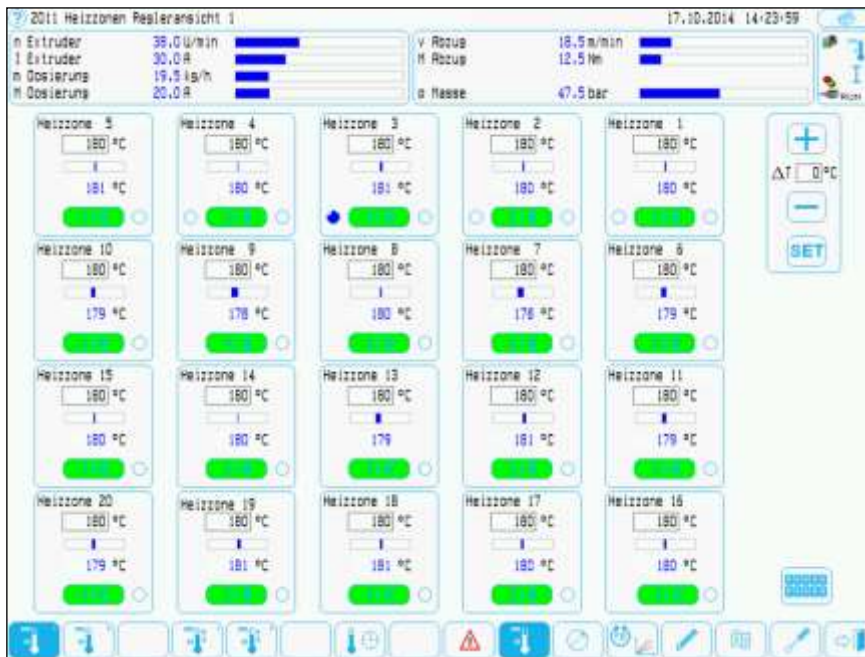 2011 Heizzonen Regleransicht 1 17.10.2014 14:23:59
n Extruder 38.0 U/min v Abzug 18.5 m/min
I Extruder 30.0 A M Abzug 12.5 Nm
m Dosierung 19.5 kg/h
M Dosierung 20.0 A p Masse 47.5 bar
Heizzone 5 Heizzone 4 Heizzone 3 Heizzone 2 Heizzone 1
180 °C 180 °C 180 °C 180 °C 180 °C
ΔT 0 °C
181 °C 180 °C 181 °C 180 °C 180 °C
SET
Heizzone 10 Heizzone 9 Heizzone 8 Heizzone 7 Heizzone 6
180 °C 180 °C 180 °C 180 °C 180 °C
179 °C 178 °C 180 °C 178 °C 179 °C
Heizzone 15 Heizzone 14 Heizzone 13 Heizzone 12 Heizzone 11
180 °C 180 °C 180 °C 180 °C 180 °C
180 °C 180 °C 179 181 °C 179 °C
Heizzone 20 Heizzone 19 Heizzone 18 Heizzone 17 Heizzone 16
180 °C 180 °C 180 °C 180 °C 180 °C
179 °C 181 °C 181 °C 180 °C 180 °C